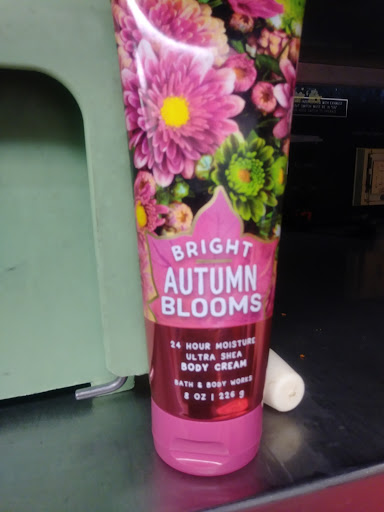 BRIGHT
AUTUMN
BLOOMS
24 HOUR MOISTURE
ULTRA SHEA
BODY CREAM
BATH & BODY WORKS
8 OZ | 226 g